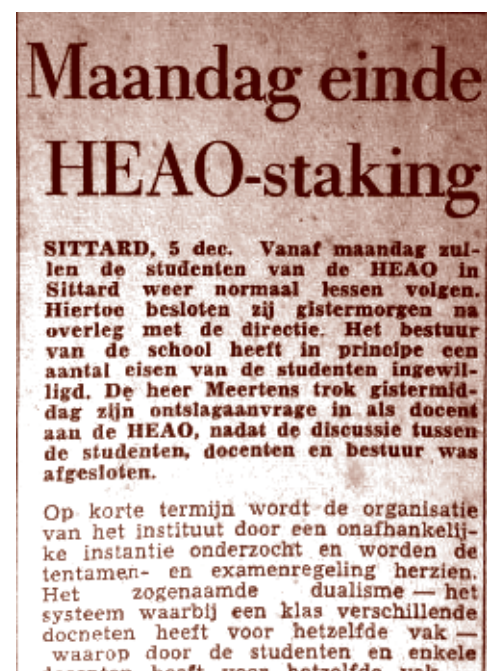 Maandag einde
HEAO-staking
SITTARD, 5 dec. Vanaf maandag zul-
len de studenten van de HEAO in
Sittard weer normaal lessen volgen.
Hiertoe besloten zij gistermorgen na
overleg met de directie. Het bestuur
van de school heeft in principe een
aantal eisen van de studenten ingewil-
ligd. De heer Meertens trok gistermid-
dag zijn ontslagaanvrage in als docent
aan de HEAO, nadat de discussie tussen
de studenten, docenten en bestuur was
afgesloten.
Op korte termijn wordt de organisatie
van het instituut door een onafhankelij-
ke instantie onderzocht en worden de
tentamen- en examenregeling herzien.
Het zogenaamde dualisme — het
systeem waarbij een klas verschillende
docneten heeft voor hetzelfde vak —
waarop door de studenten en enkele